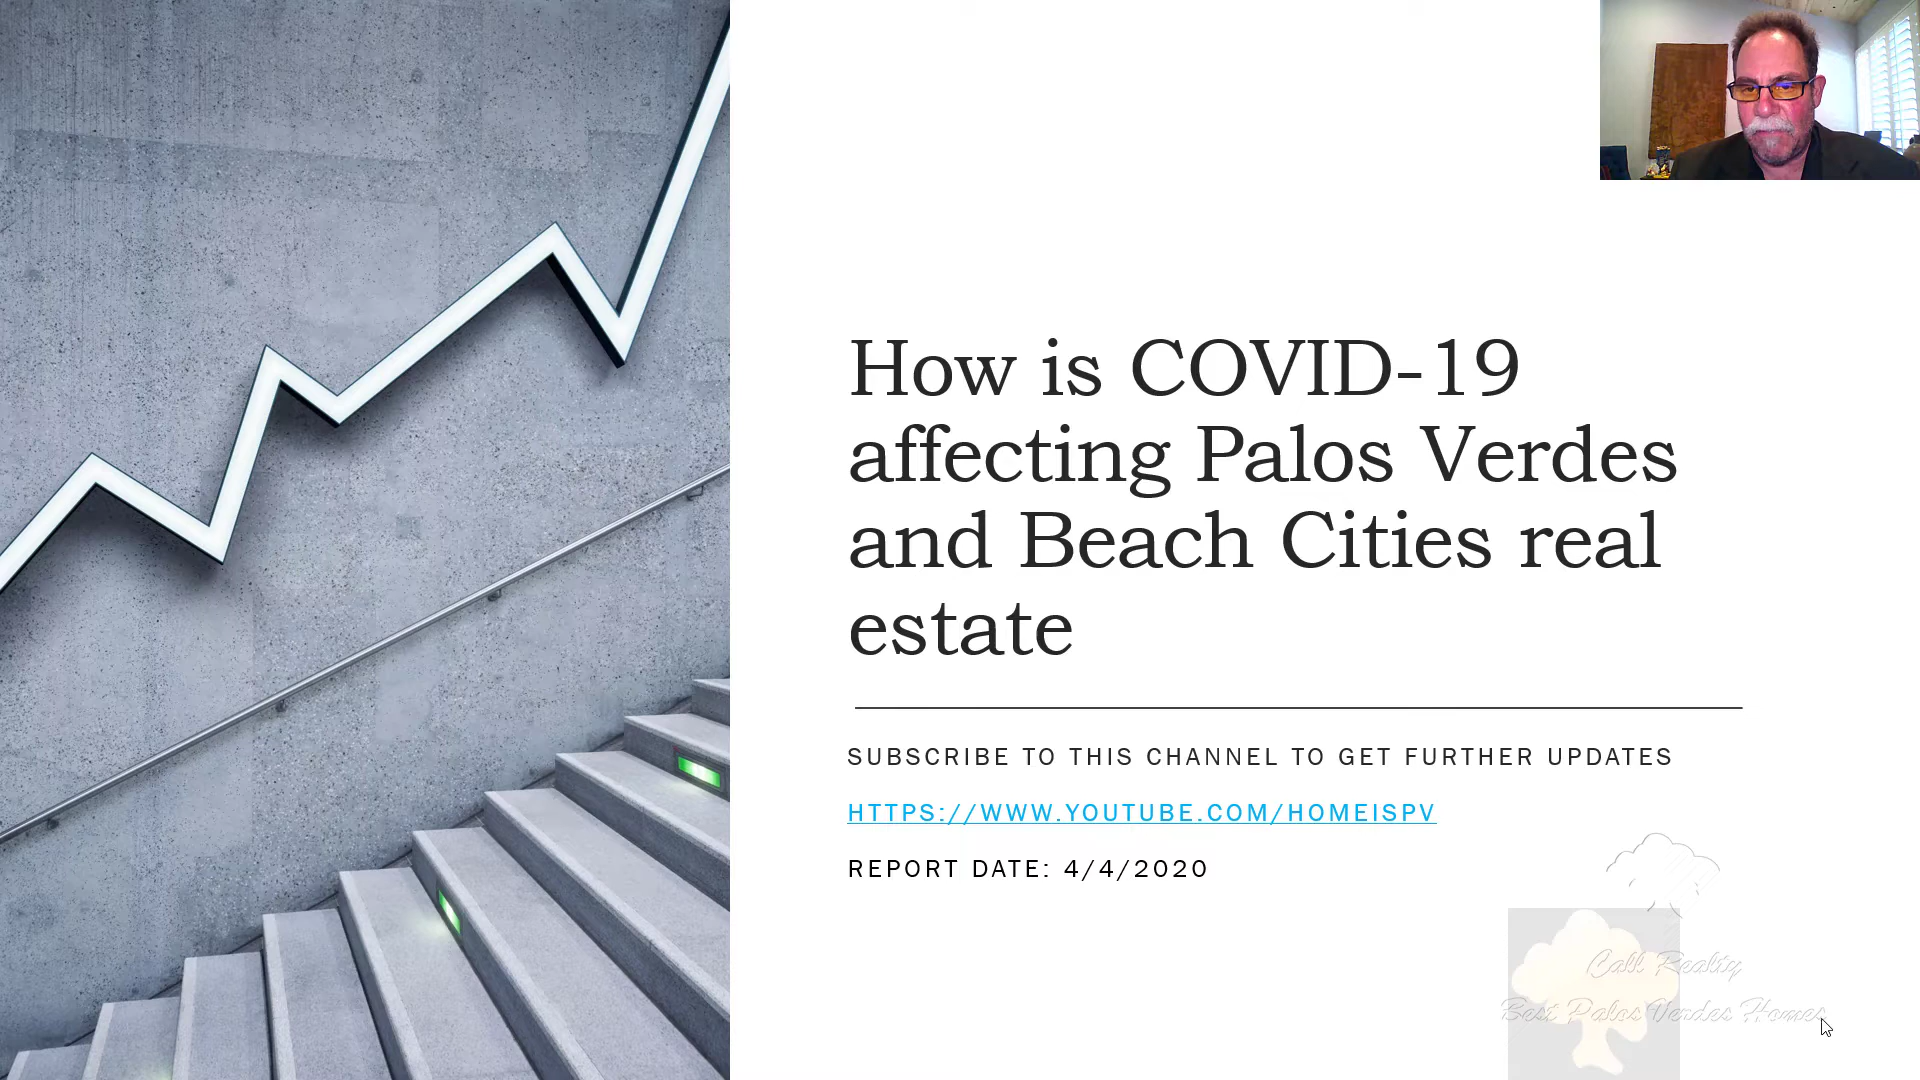 How is COVID-19
affecting Palos Verdes
and Beach Cities real
estate
SUBSCRIBE TO THIS CHANNEL TO GET FURTHER UPDATES
HTTPS://WWW.YOUTUBE.COM/HOMEISPV
REPORT DATE: 4/4/2020
Call Realty
Best Palos Verdes Homes